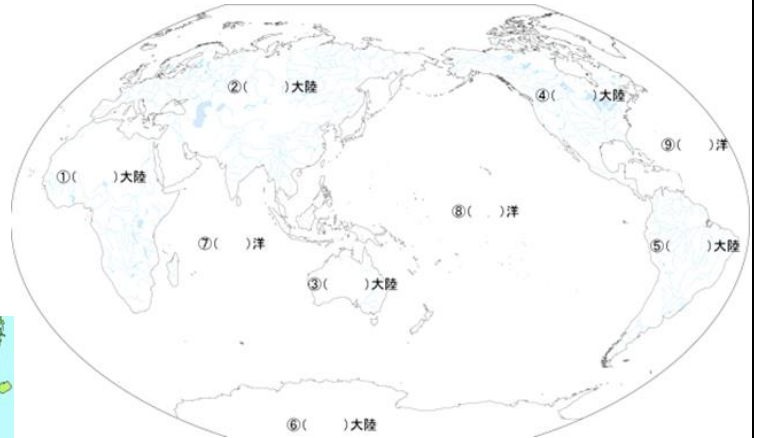 ②(　　)大陸
④(　　)大陸
⑨(　　)洋
①(　　)大陸
⑧(　　)洋
⑦(　　)洋
⑤(　　)大陸
③(　　)大陸
⑥(　　)大陸